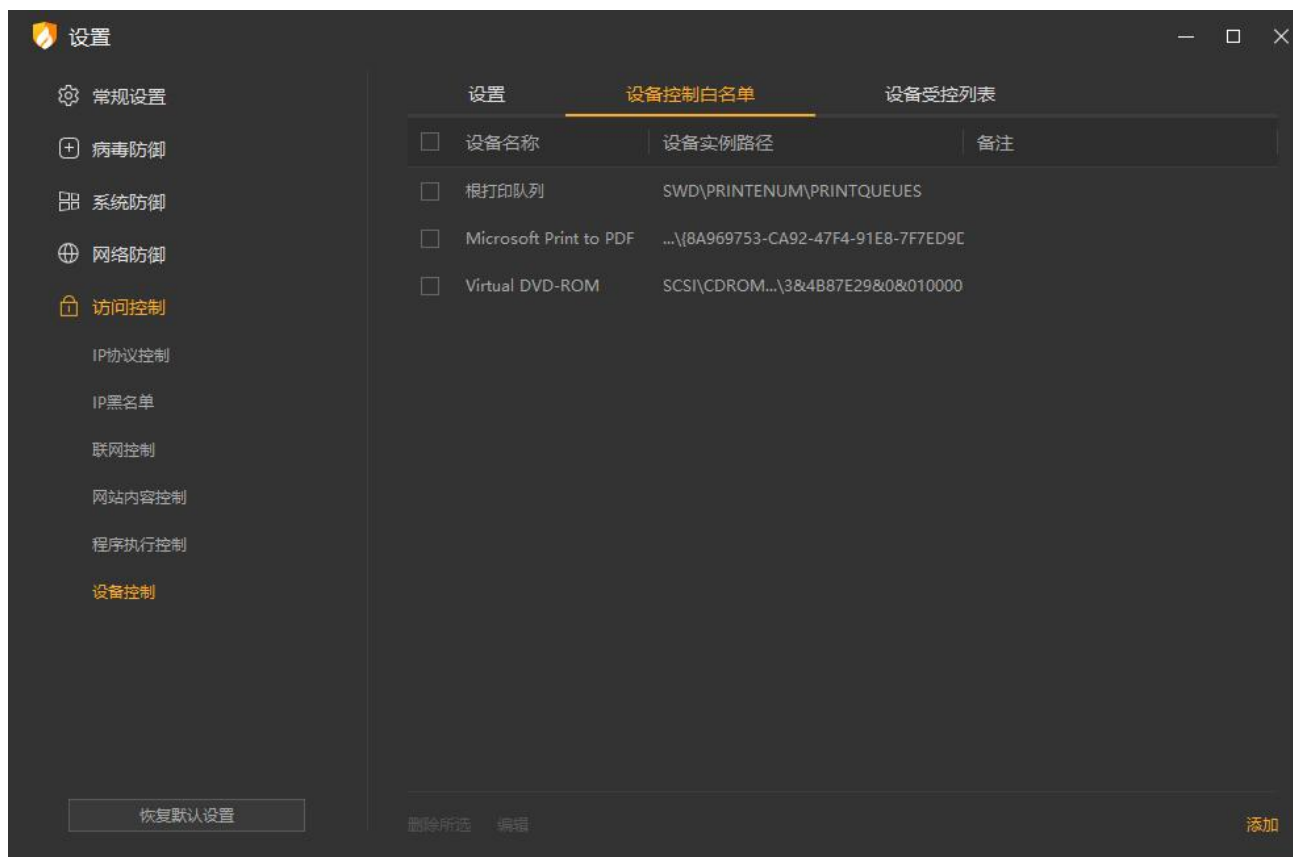 设置
常规设置
病毒防御
系统防御
网络防御
访问控制
IP协议控制
IP黑名单
联网控制
网站内容控制
程序执行控制
设备控制
恢复默认设置
设置 设备控制白名单 设备受控列表
设备名称 设备实例路径 备注
根打印队列 SWD\PRINTENUM\PRINTQUEUES
Microsoft Print to PDF ...\{8A969753-CA92-47F4-91E8-7F7ED9D
Virtual DVD-ROM SCSI\CDROM...\3&4B87E29&0&010000
删除所选 编辑 添加